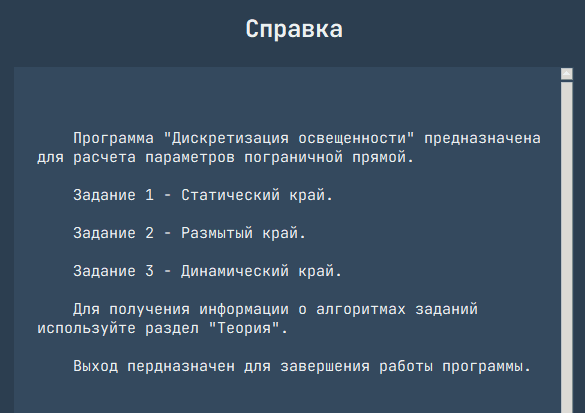 Справка
Программа "Дискретизация освещенности" предназначена
для расчета параметров пограничной прямой.
Задание 1 - Статический край.
Задание 2 - Размытый край.
Задание 3 - Динамический край.
Для получения информации о алгоритмах заданий
используйте раздел "Теория".
Выход перднazначен для завершения работы программы.